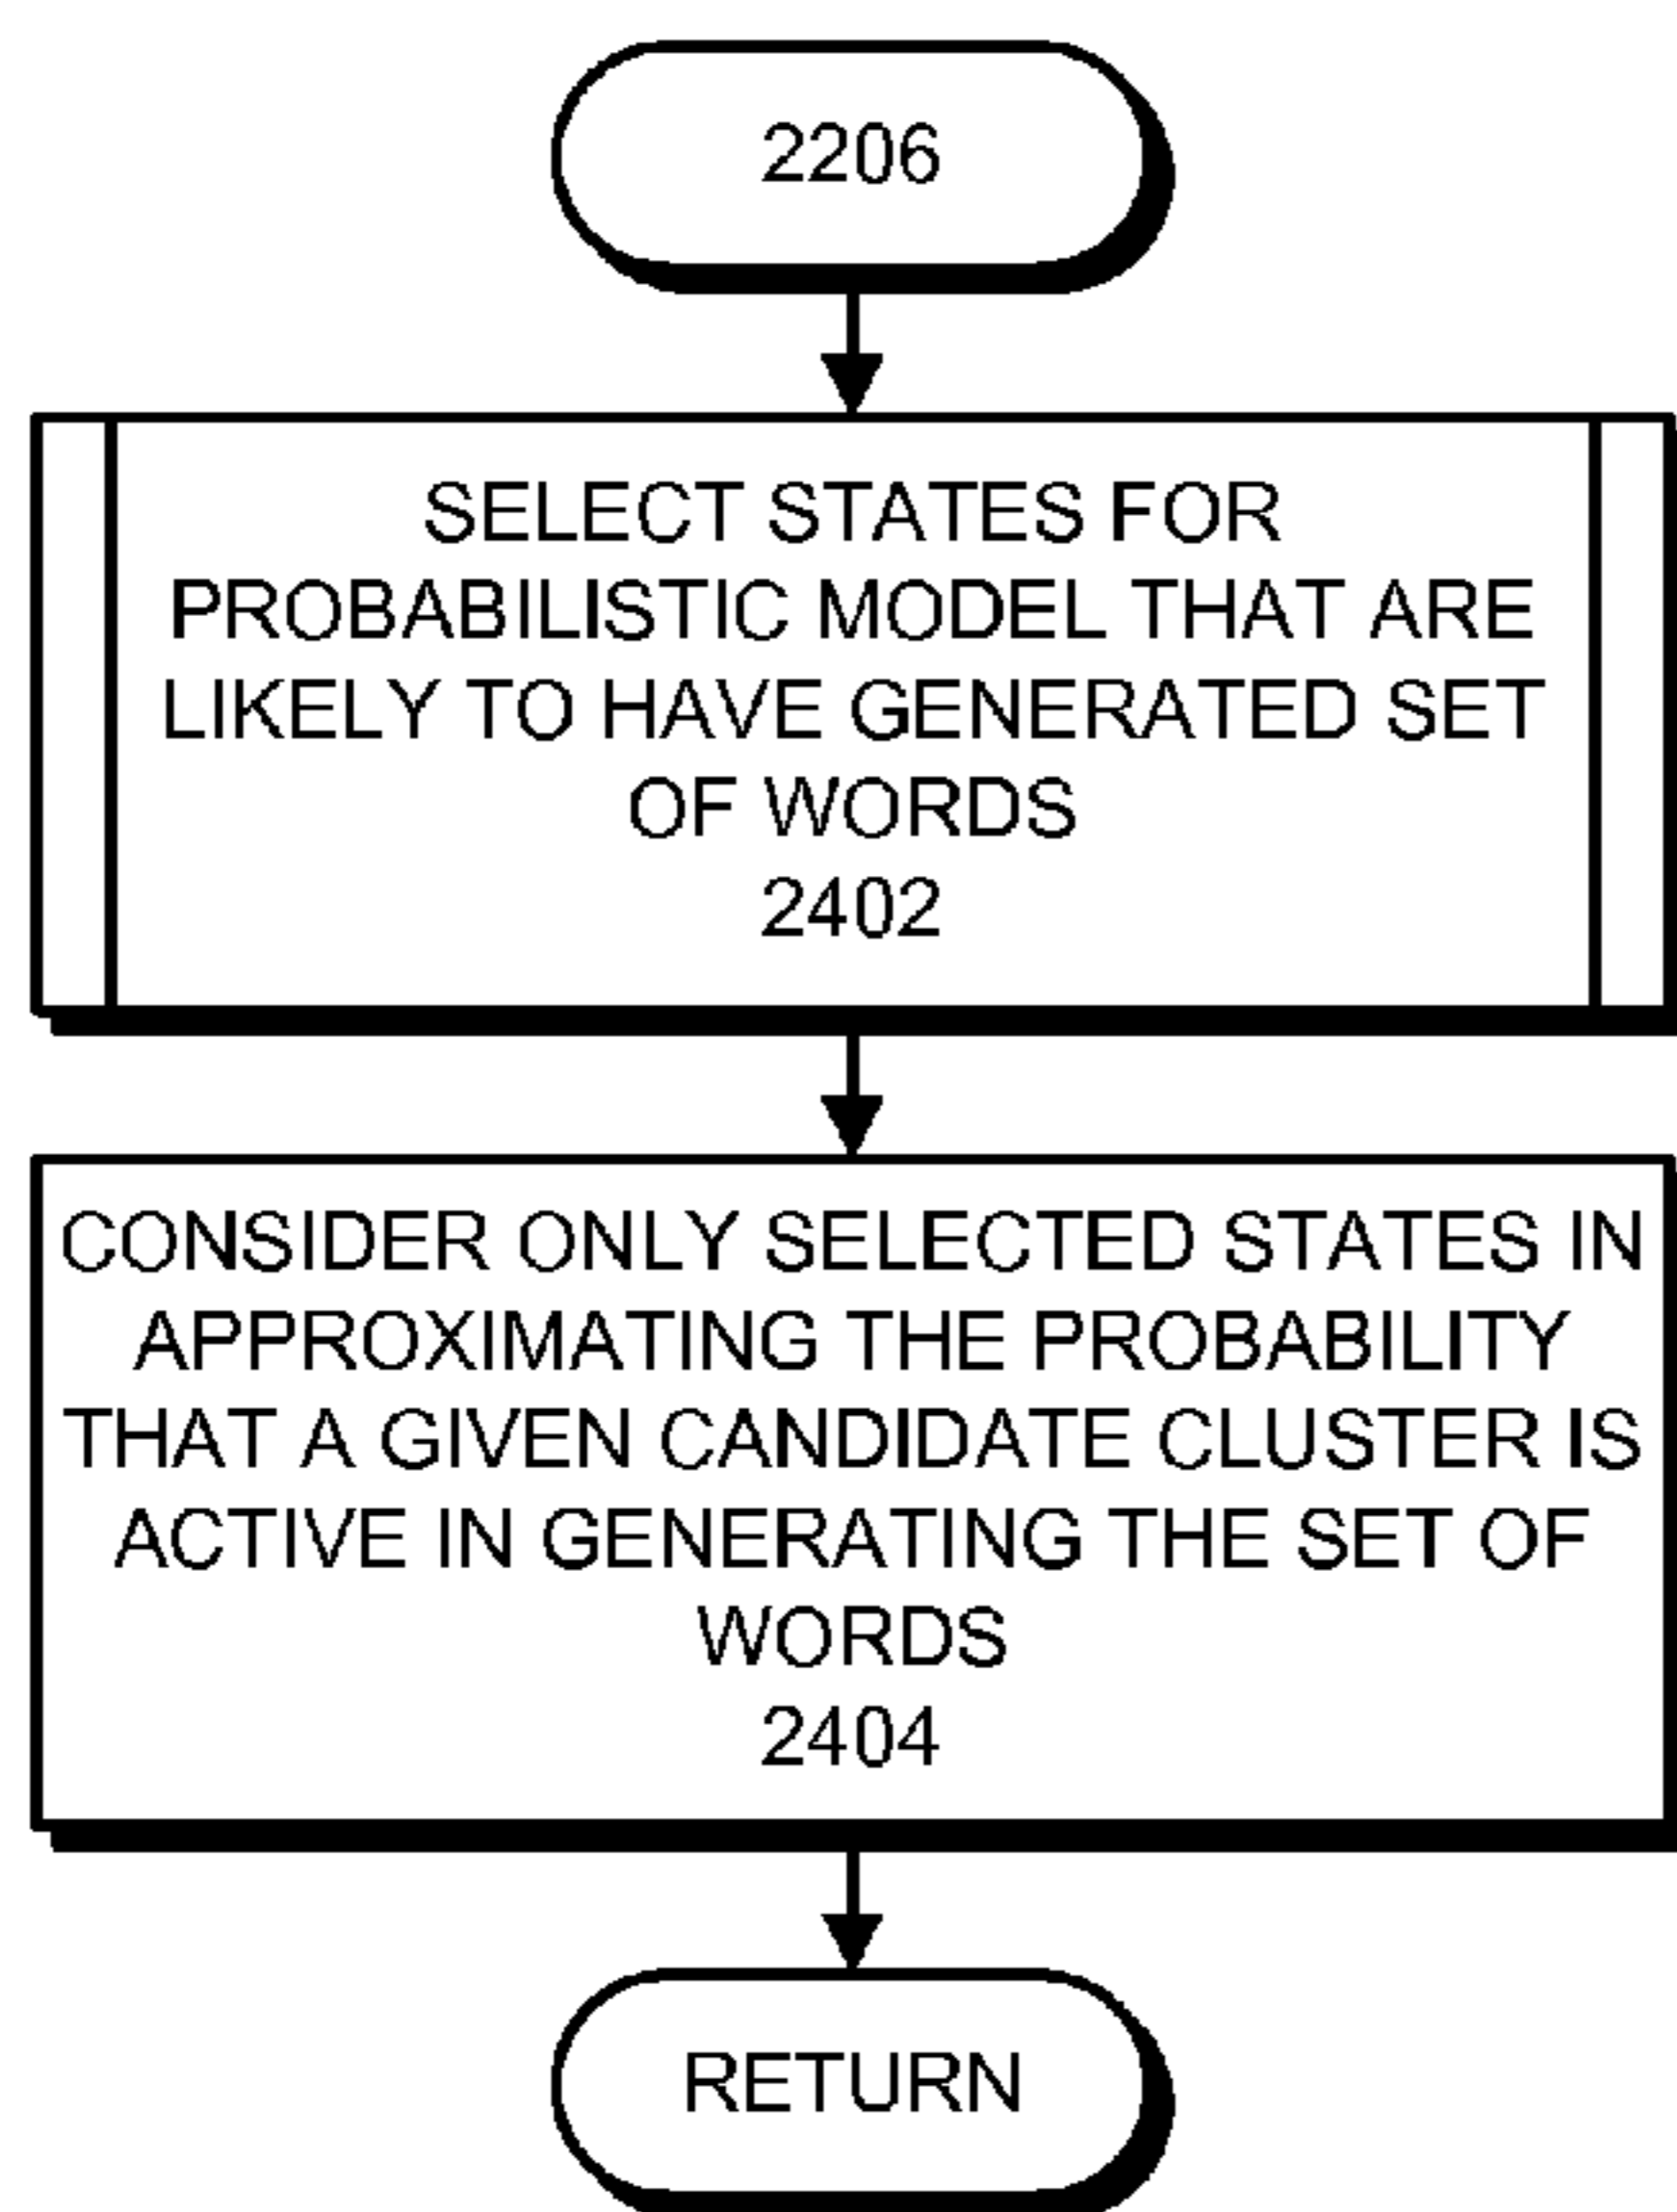 2206
SELECT STATES FOR
PROBABILISTIC MODEL THAT ARE
LIKELY TO HAVE GENERATED SET
OF WORDS
2402
CONSIDER ONLY SELECTED STATES IN
APPROXIMATING THE PROBABILITY
THAT A GIVEN CANDIDATE CLUSTER IS
ACTIVE IN GENERATING THE SET OF
WORDS
2404
RETURN